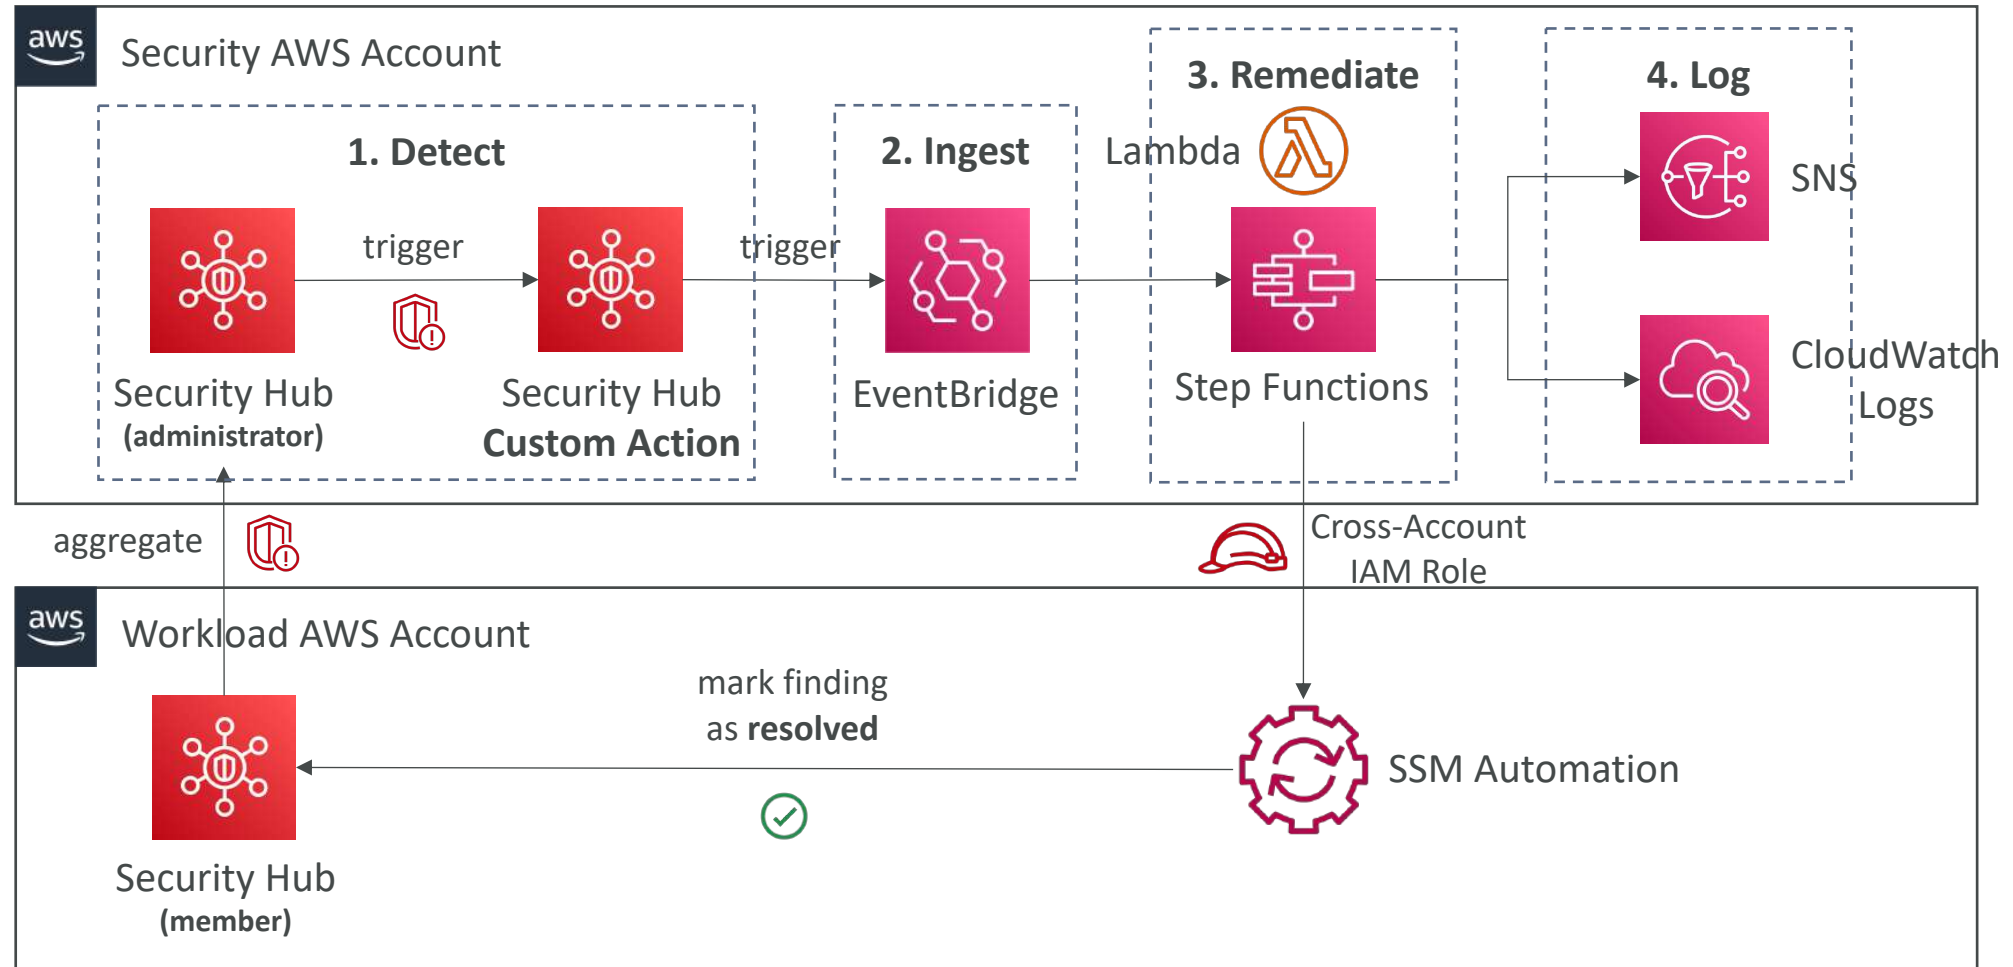 aws
Security AWS Account
1. Detect
2. Ingest
3. Remediate
4. Log
Lambda
SNS
trigger
trigger
Security Hub
(administrator)
Security Hub
Custom Action
EventBridge
Step Functions
CloudWatch
Logs
aggregate
Cross-Account
IAM Role
aws
Workload AWS Account
mark finding
as resolved
SSM Automation
Security Hub
(member)